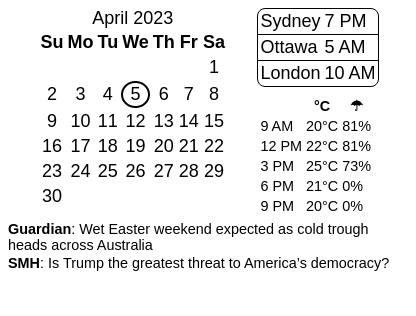 April 2023
Su Mo Tu We Th Fr Sa
1
2 3 4 5 6 7 8
9 10 11 12 13 14 15
16 17 18 19 20 21 22
23 24 25 26 27 28 29
30
Sydney 7 PM
Ottawa 5 AM
London 10 AM
°C ☂
9 AM 20°C 81%
12 PM 22°C 81%
3 PM 25°C 73%
6 PM 21°C 0%
9 PM 20°C 0%
Guardian: Wet Easter weekend expected as cold trough
heads across Australia
SMH: Is Trump the greatest threat to America’s democracy?